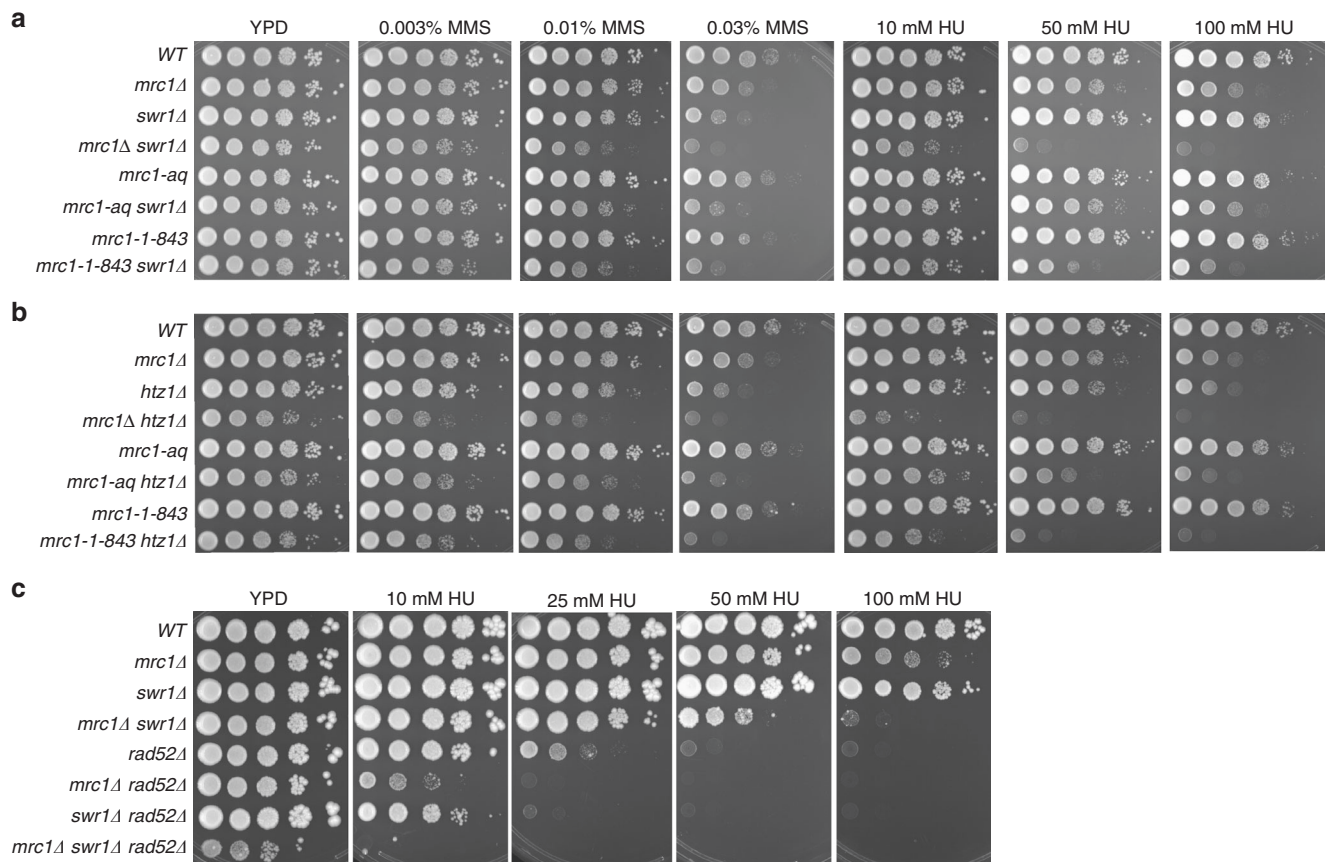 a
YPD 0.003% MMS 0.01% MMS 0.03% MMS 10 mM HU 50 mM HU 100 mM HU
WT
mrc1Δ
swr1Δ
mrc1Δ swr1Δ
mrc1-aq
mrc1-aq swr1Δ
mrc1-1-843
mrc1-1-843 swr1Δ
b
WT
mrc1Δ
htz1Δ
mrc1Δ htz1Δ
mrc1-aq
mrc1-aq htz1Δ
mrc1-1-843
mrc1-1-843 htz1Δ
c
YPD 10 mM HU 25 mM HU 50 mM HU 100 mM HU
WT
mrc1Δ
swr1Δ
mrc1Δ swr1Δ
rad52Δ
mrc1Δ rad52Δ
swr1Δ rad52Δ
mrc1Δ swr1Δ rad52Δ